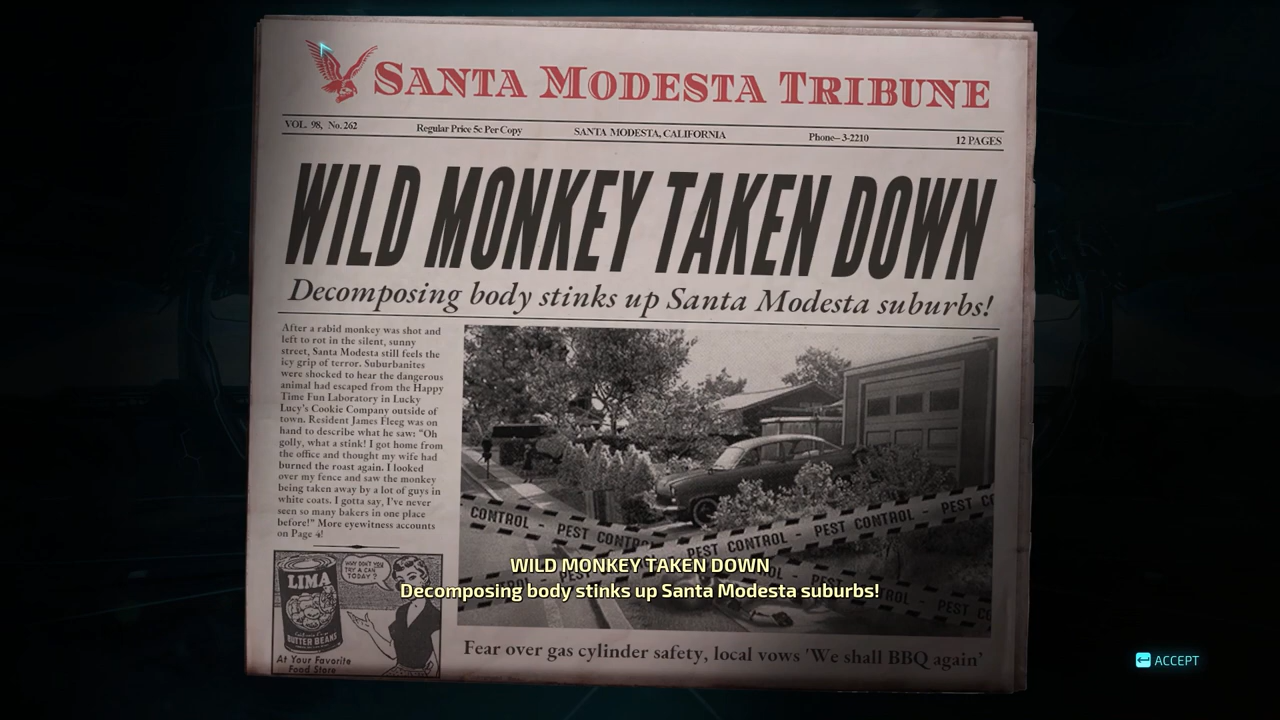 SANTA MODESTA TRIBUNE
VOL. 98, No. 262 Regular Price 5c Per Copy SANTA MODESTA, CALIFORNIA Phone-- 3-2210 12 PAGES
WILD MONKEY TAKEN DOWN
Decomposing body stinks up Santa Modesta suburbs!
After a rabid monkey was shot and
left to rot in the silent, sunny
street, Santa Modesta still feels the
icy grip of terror. Suburbanites
were shocked to hear the dangerous
animal had escaped from the Happy
Time Fun Laboratory in Lucky
Lucy's Cookie Company outside of
town. Resident James Fleeg was on
hand to describe what he saw: "Oh
golly, what a stink! I got home from
the office and thought my wife had
burned the roast again. I looked
over my fence and saw the monkey
being taken away by a lot of guys in
white coats. I gotta say, I've never
seen so many bakers in one place
before!" More eyewitness accounts
on Page 4!
WHY DON'T YOU
TRY A CAN
TODAY?
LIMA
BUTTER BEANS
At Your Favorite
Food Store
CONTROL - PEST CONTROL
PEST CONTROL - PEST CONTROL - PEST C
PEST C
WILD MONKEY TAKEN DOWN
Decomposing body stinks up Santa Modesta suburbs!
Fear over gas cylinder safety, local vows 'We shall BBQ again'
ACCEPT